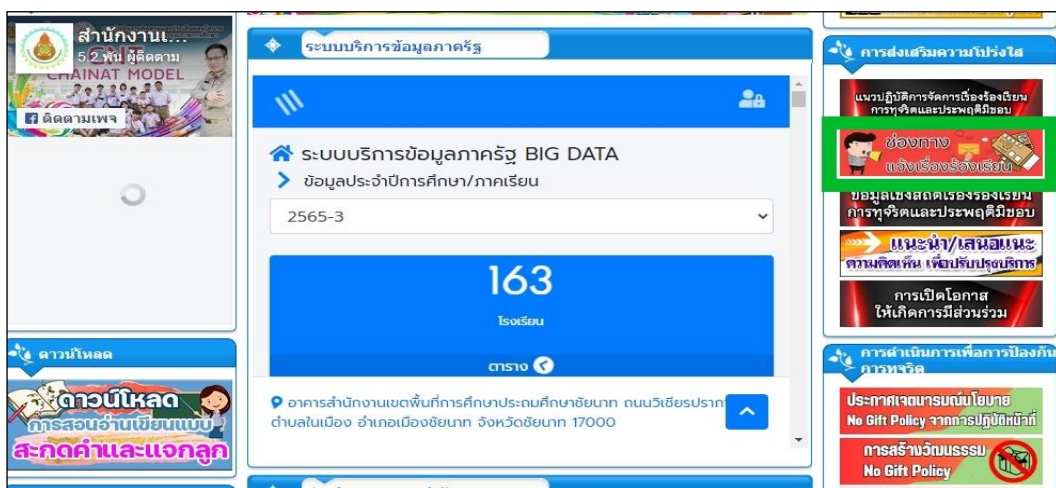 สำนักงานเ...
5.2 พัน ผู้ติดตาม
CHAINAT MODEL
ติดตามเพจ
ดาวน์โหลด
ดาวน์โหลด
การสอนอ่านเขียนแบบ
สะกดคำและแจกลูก
ระบบบริการข้อมูลภาครัฐ
ระบบบริการข้อมูลภาครัฐ BIG DATA
ข้อมูลประจำปีการศึกษา/ภาคเรียน
2565-3
163
โรงเรียน
ตาราง
อาคารสำนักงานเขตพื้นที่การศึกษาประถมศึกษาชัยนาท ถนนวิเชียรปราก
ตำบลในเมือง อำเภอเมืองชัยนาท จังหวัดชัยนาท 17000
การส่งเสริมความโปร่งใส
แนวปฏิบัติการจัดการเรื่องร้องเรียน
การทุจริตและประพฤติมิชอบ
ช่องทาง
แจ้งเรื่องร้องเรียน
ข้อมูลเชิงสถิติเรื่องร้องเรียน
การทุจริตและประพฤติมิชอบ
แนะนำ/เสนอแนะ
ความคิดเห็น เพื่อปรับปรุงบริการ
การเปิดโอกาส
ให้เกิดการมีส่วนร่วม
การดำเนินการเพื่อการป้องกัน
การทุจริต
ประกาศเจตนารมณ์นโยบาย
No Gift Policy จากการปฏิบัติหน้าที่
การสร้างวัฒนธรรม
No Gift Policy